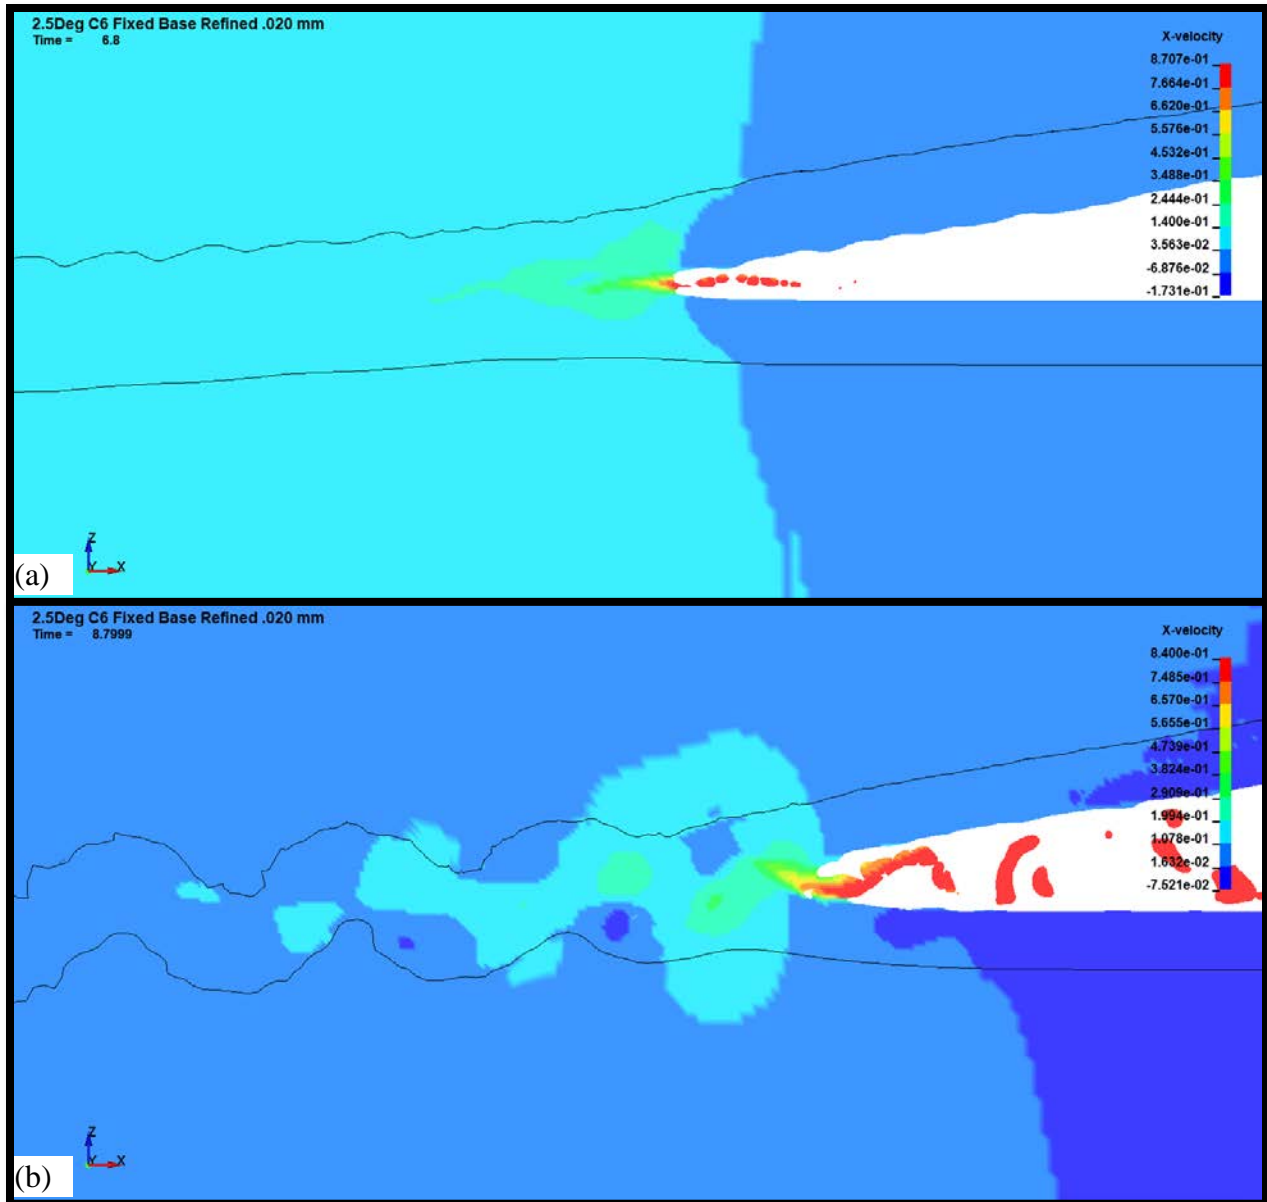 2.5Deg C6 Fixed Base Refined .020 mm
Time = 6.8
X-velocity
8.707e-01
7.664e-01
6.620e-01
5.576e-01
4.532e-01
3.488e-01
2.444e-01
1.400e-01
3.563e-02
-6.876e-02
-1.731e-01
Z
Y X
(a)
2.5Deg C6 Fixed Base Refined .020 mm
Time = 8.7999
X-velocity
8.400e-01
7.485e-01
6.570e-01
5.655e-01
4.739e-01
3.824e-01
2.909e-01
1.994e-01
1.078e-01
1.632e-02
-7.521e-02
Z
Y X
(b)